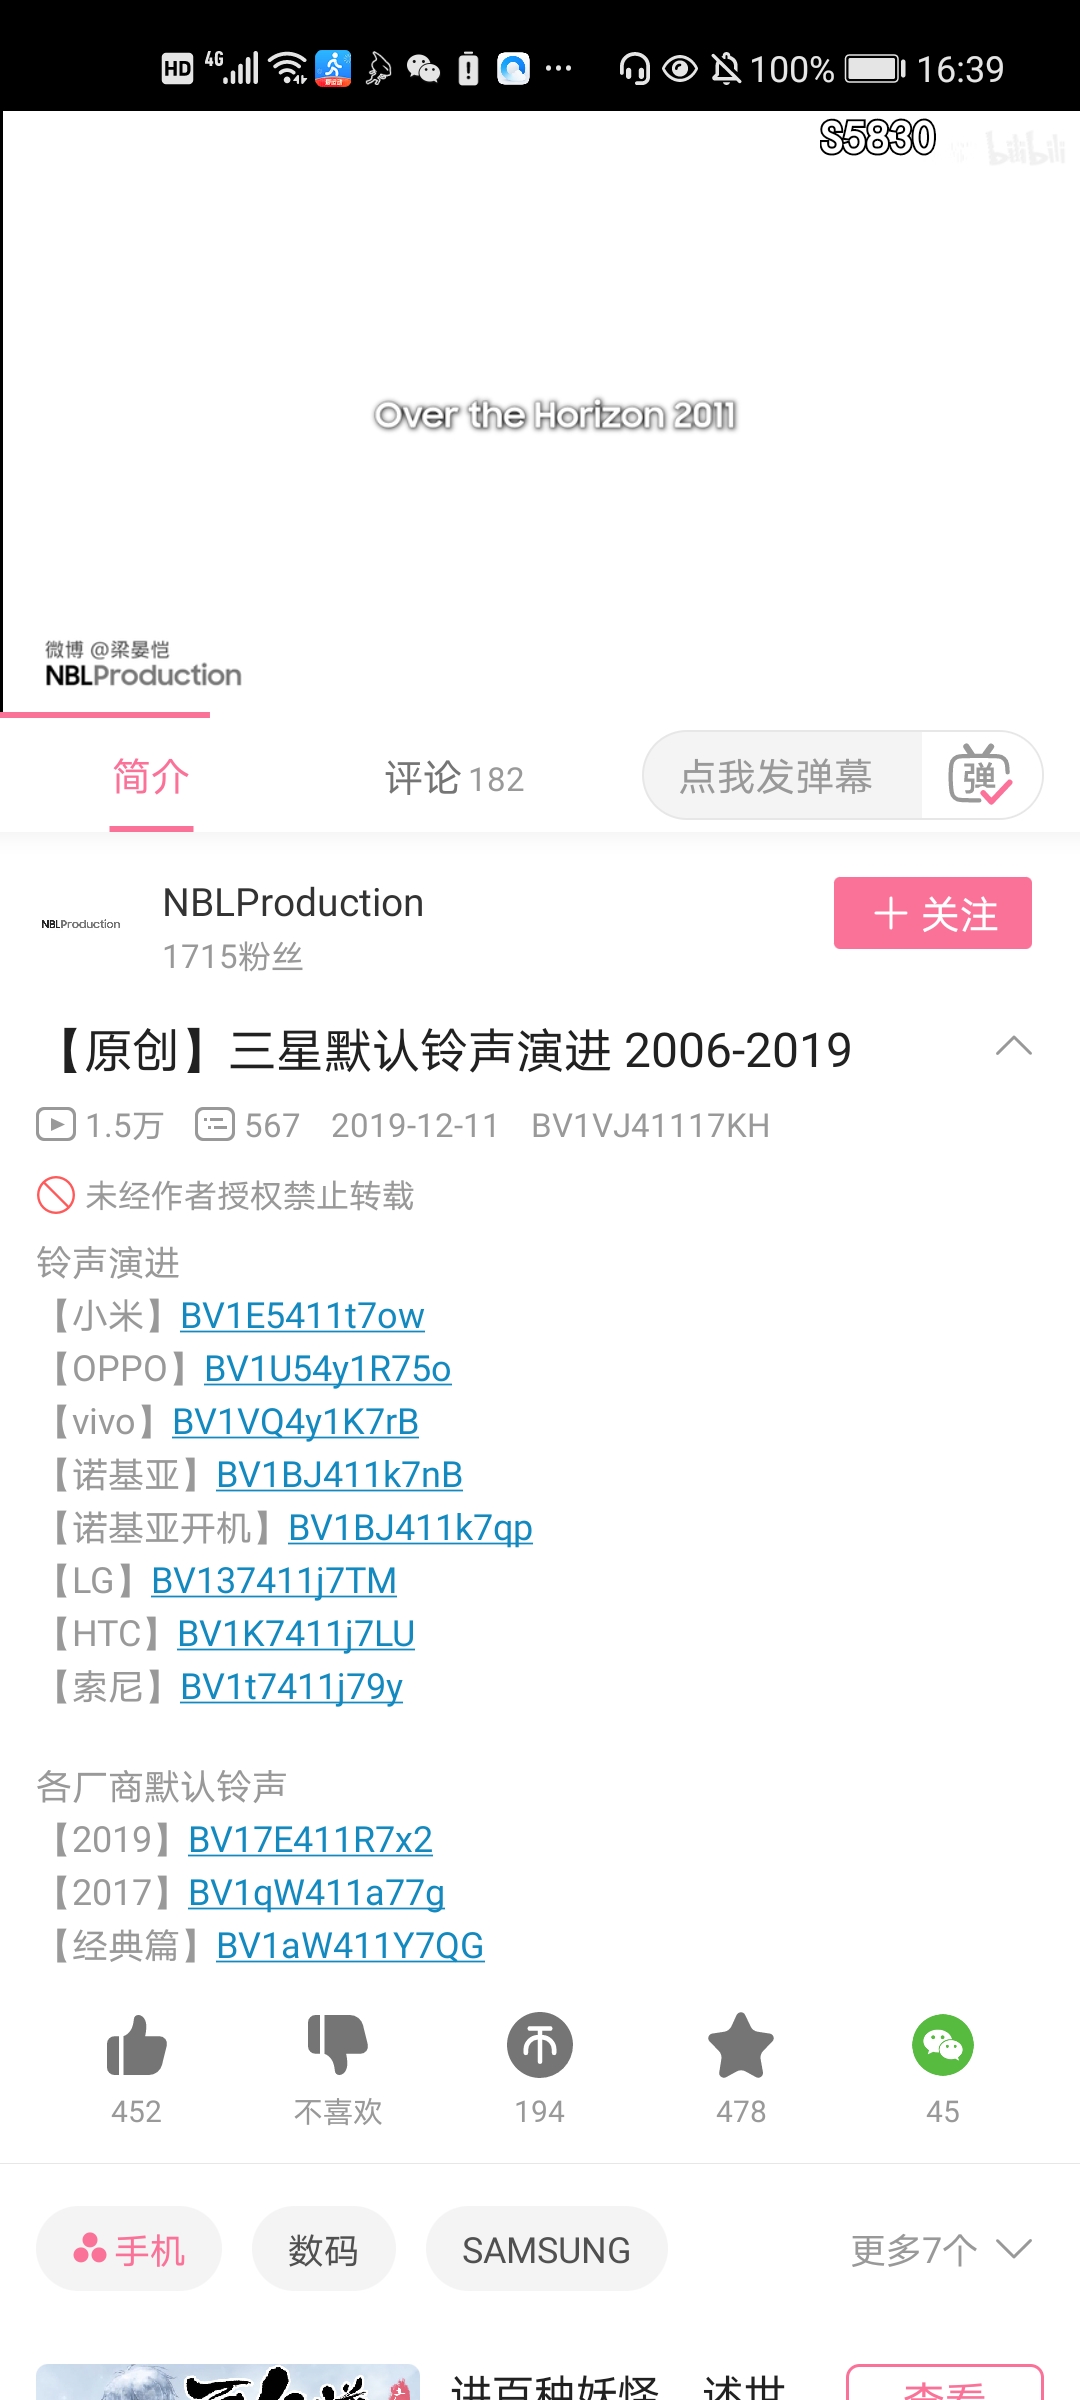 HD 4G 100% 16:39
S5830 bilibili
Over the Horizon 2011
微博 @梁晏恺
NBLProduction
简介 评论 182 点我发弹幕 弹
NBLProduction
NBLProduction
1715粉丝
关注
【原创】三星默认铃声演进 2006-2019
1.5万 567 2019-12-11 BV1VJ41117KH
未经作者授权禁止转载
铃声演进
【小米】BV1E5411t7ow
【OPPO】BV1U54y1R75o
【vivo】BV1VQ4y1K7rB
【诺基亚】BV1BJ411k7nB
【诺基亚开机】BV1BJ411k7qp
【LG】BV137411j7TM
【HTC】BV1K7411j7LU
【索尼】BV1t7411j79y
各厂商默认铃声
【2019】BV17E411R7x2
【2017】BV1qW411a77g
【经典篇】BV1aW411Y7QG
452 不喜欢 194 478 45
手机 数码 SAMSUNG 更多7个
讲百种妖怪 述世
查看